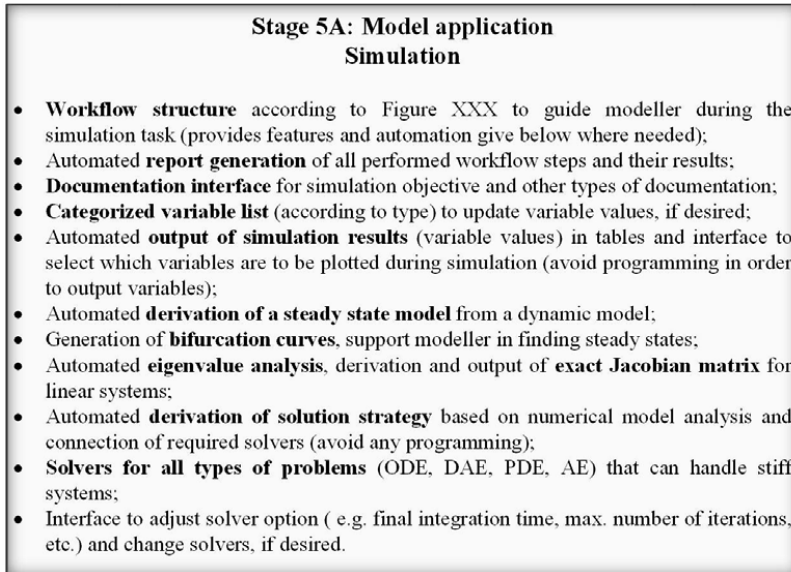 Stage 5A: Model application
Simulation
• Workflow structure according to Figure XXX to guide modeller during the
simulation task (provides features and automation give below where needed);
• Automated report generation of all performed workflow steps and their results;
• Documentation interface for simulation objective and other types of documentation;
• Categorized variable list (according to type) to update variable values, if desired;
• Automated output of simulation results (variable values) in tables and interface to
select which variables are to be plotted during simulation (avoid programming in order
to output variables);
• Automated derivation of a steady state model from a dynamic model;
• Generation of bifurcation curves, support modeller in finding steady states;
• Automated eigenvalue analysis, derivation and output of exact Jacobian matrix for
linear systems;
• Automated derivation of solution strategy based on numerical model analysis and
connection of required solvers (avoid any programming);
• Solvers for all types of problems (ODE, DAE, PDE, AE) that can handle stiff
systems;
• Interface to adjust solver option ( e.g. final integration time, max. number of iterations,
etc.) and change solvers, if desired.